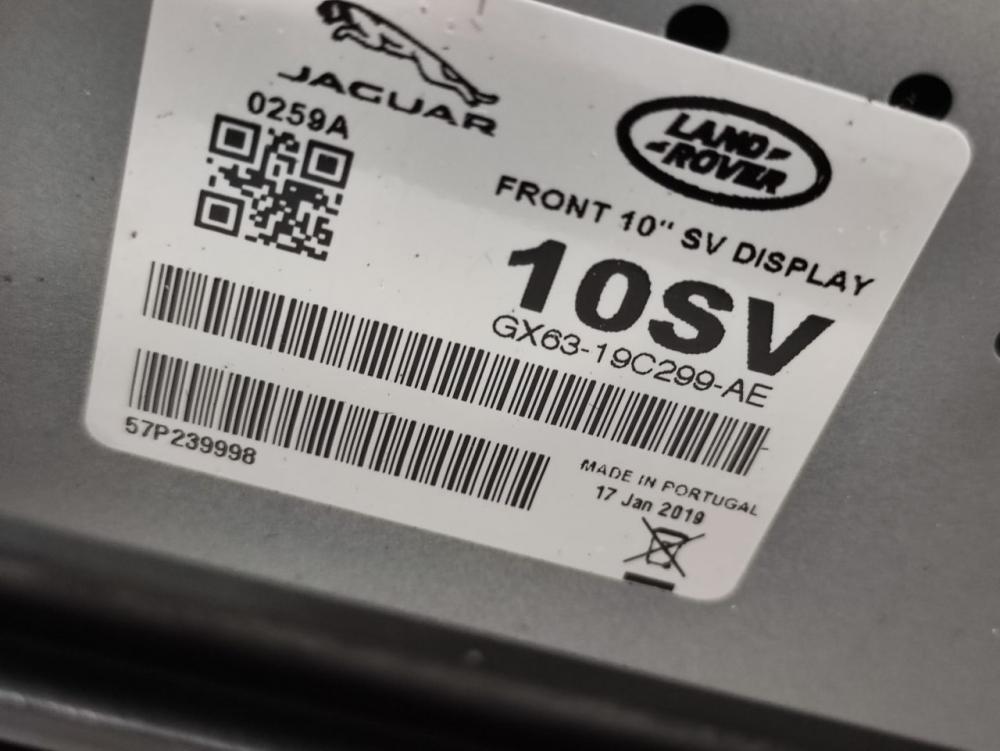 JAGUAR
LAND
ROVER
0259A
FRONT 10" SV DISPLAY
10SV
GX63-19C299-AE
57P239998
MADE IN PORTUGAL
17 Jan 2019